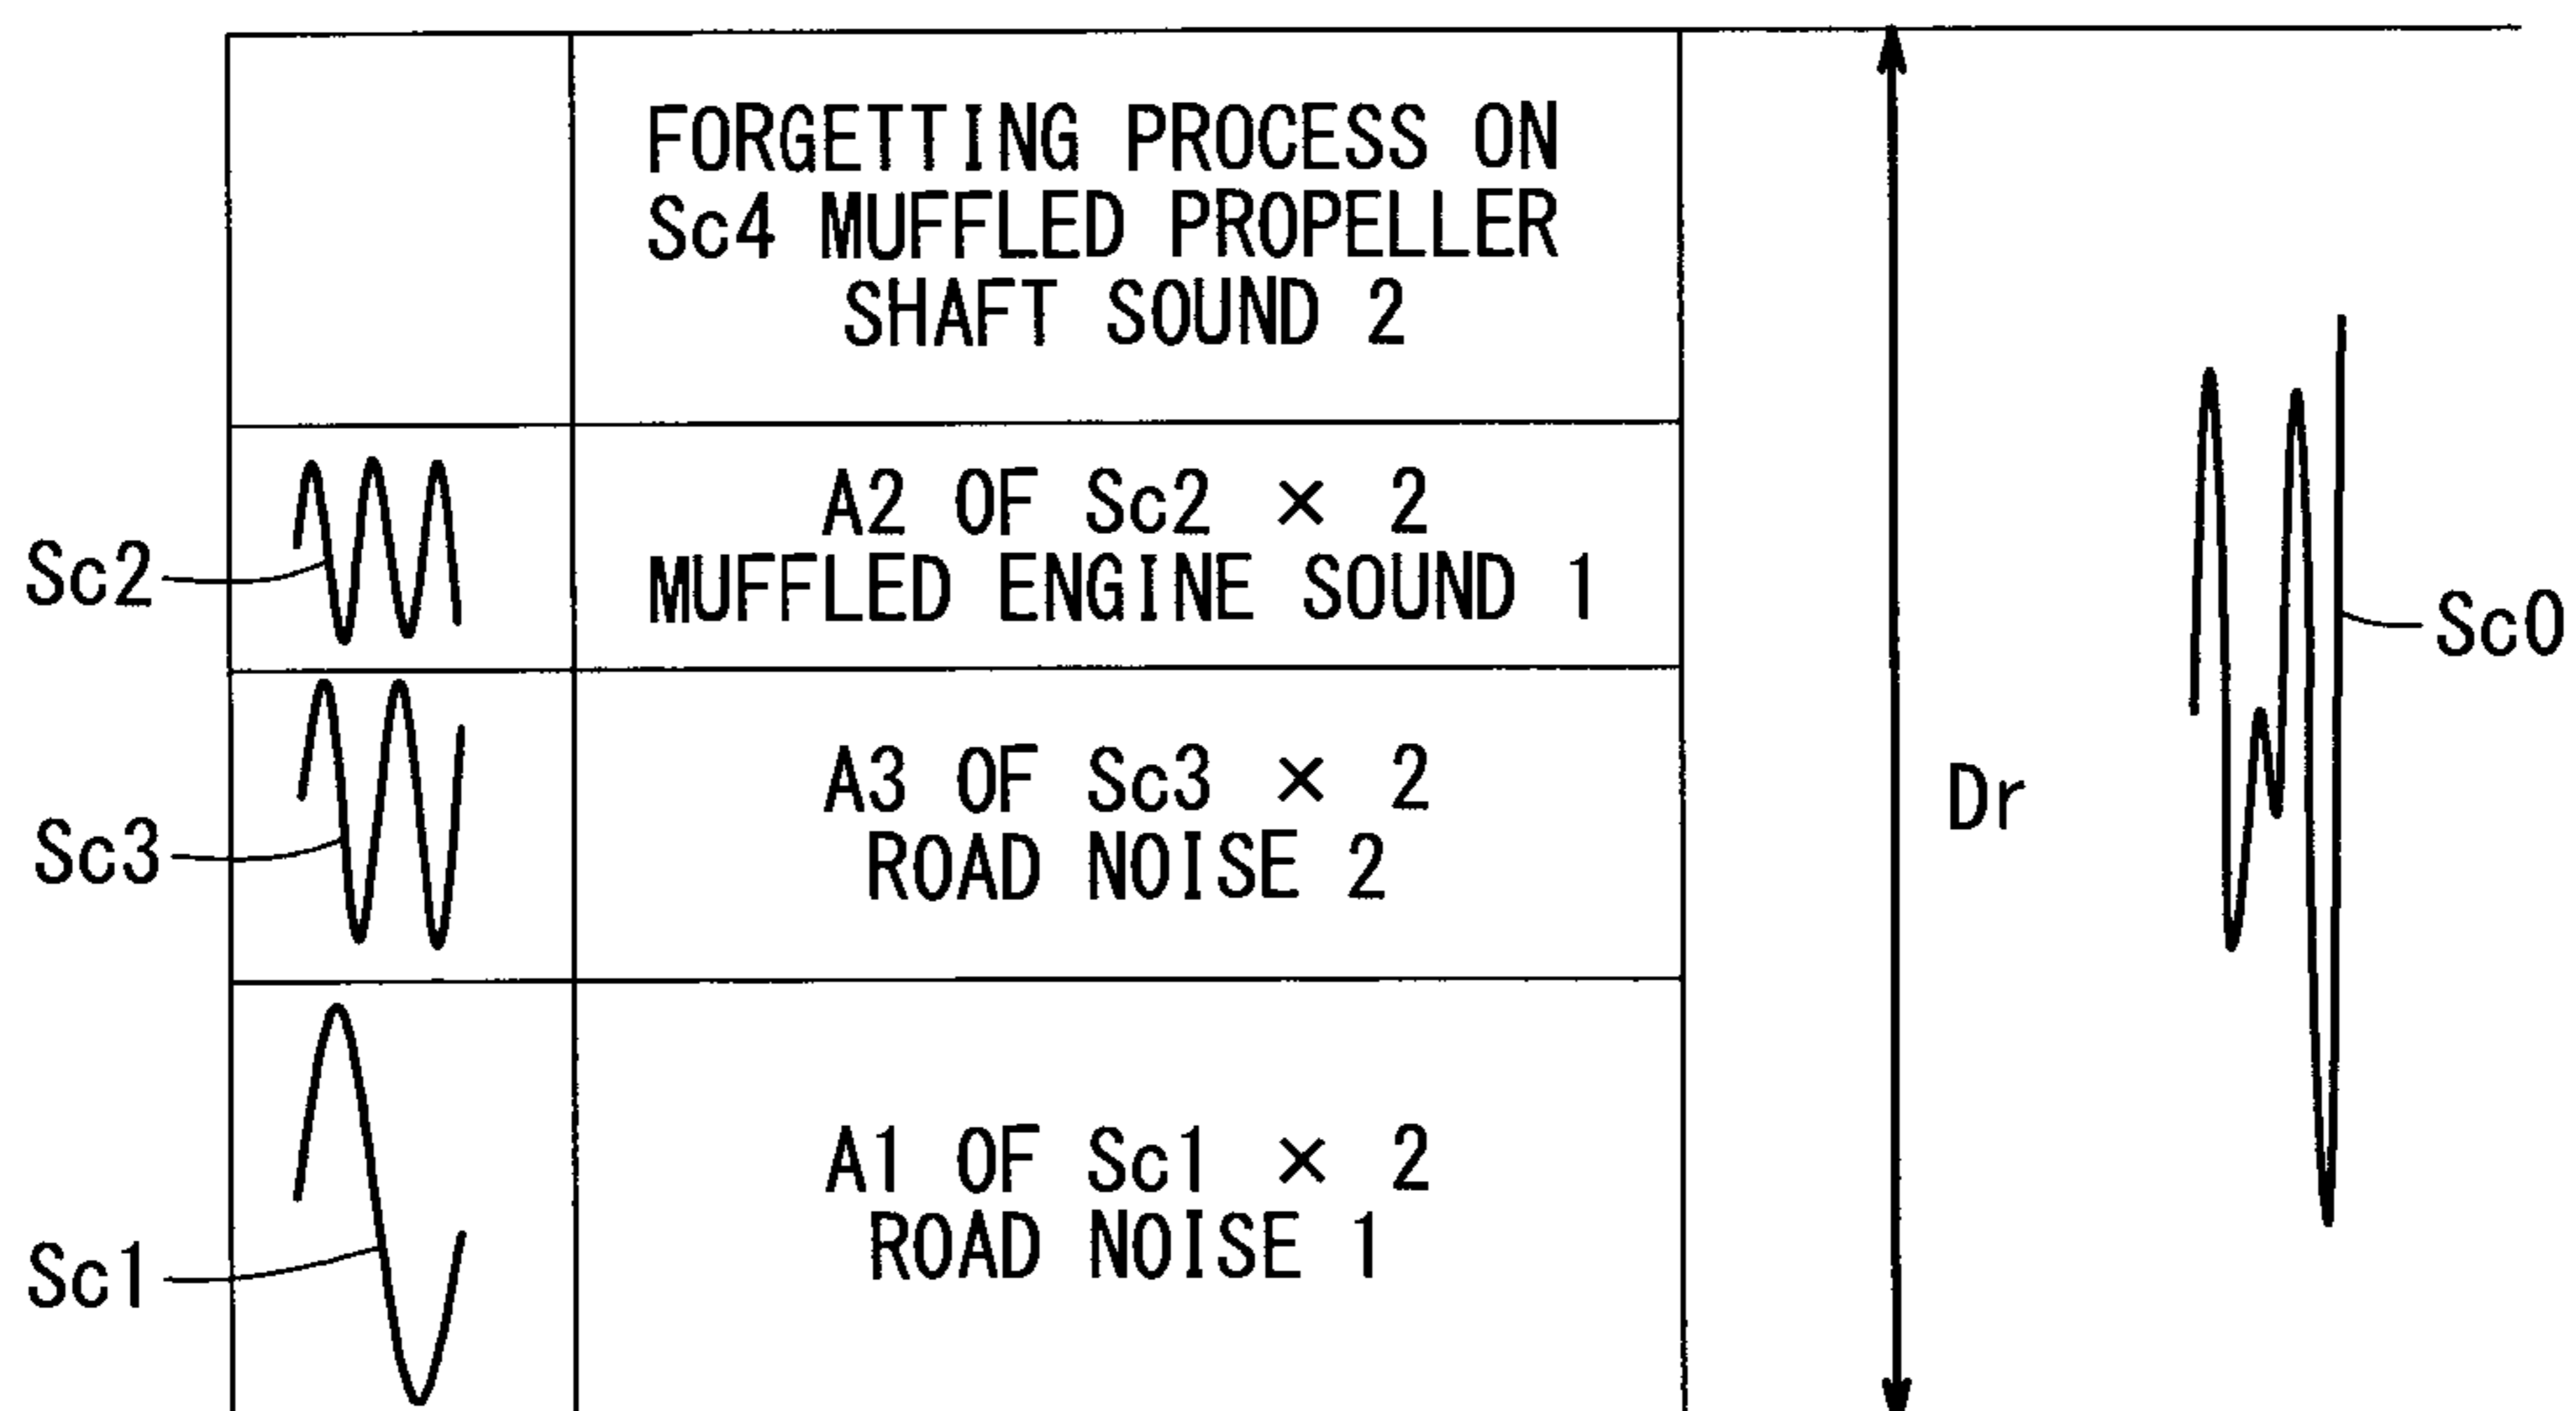 FORGETTING PROCESS ON
Sc4 MUFFLED PROPELLER
SHAFT SOUND 2
A2 OF Sc2 × 2
MUFFLED ENGINE SOUND 1
Sc2
A3 OF Sc3 × 2
ROAD NOISE 2
Sc3
A1 OF Sc1 × 2
ROAD NOISE 1
Sc1
Dr
Sc0